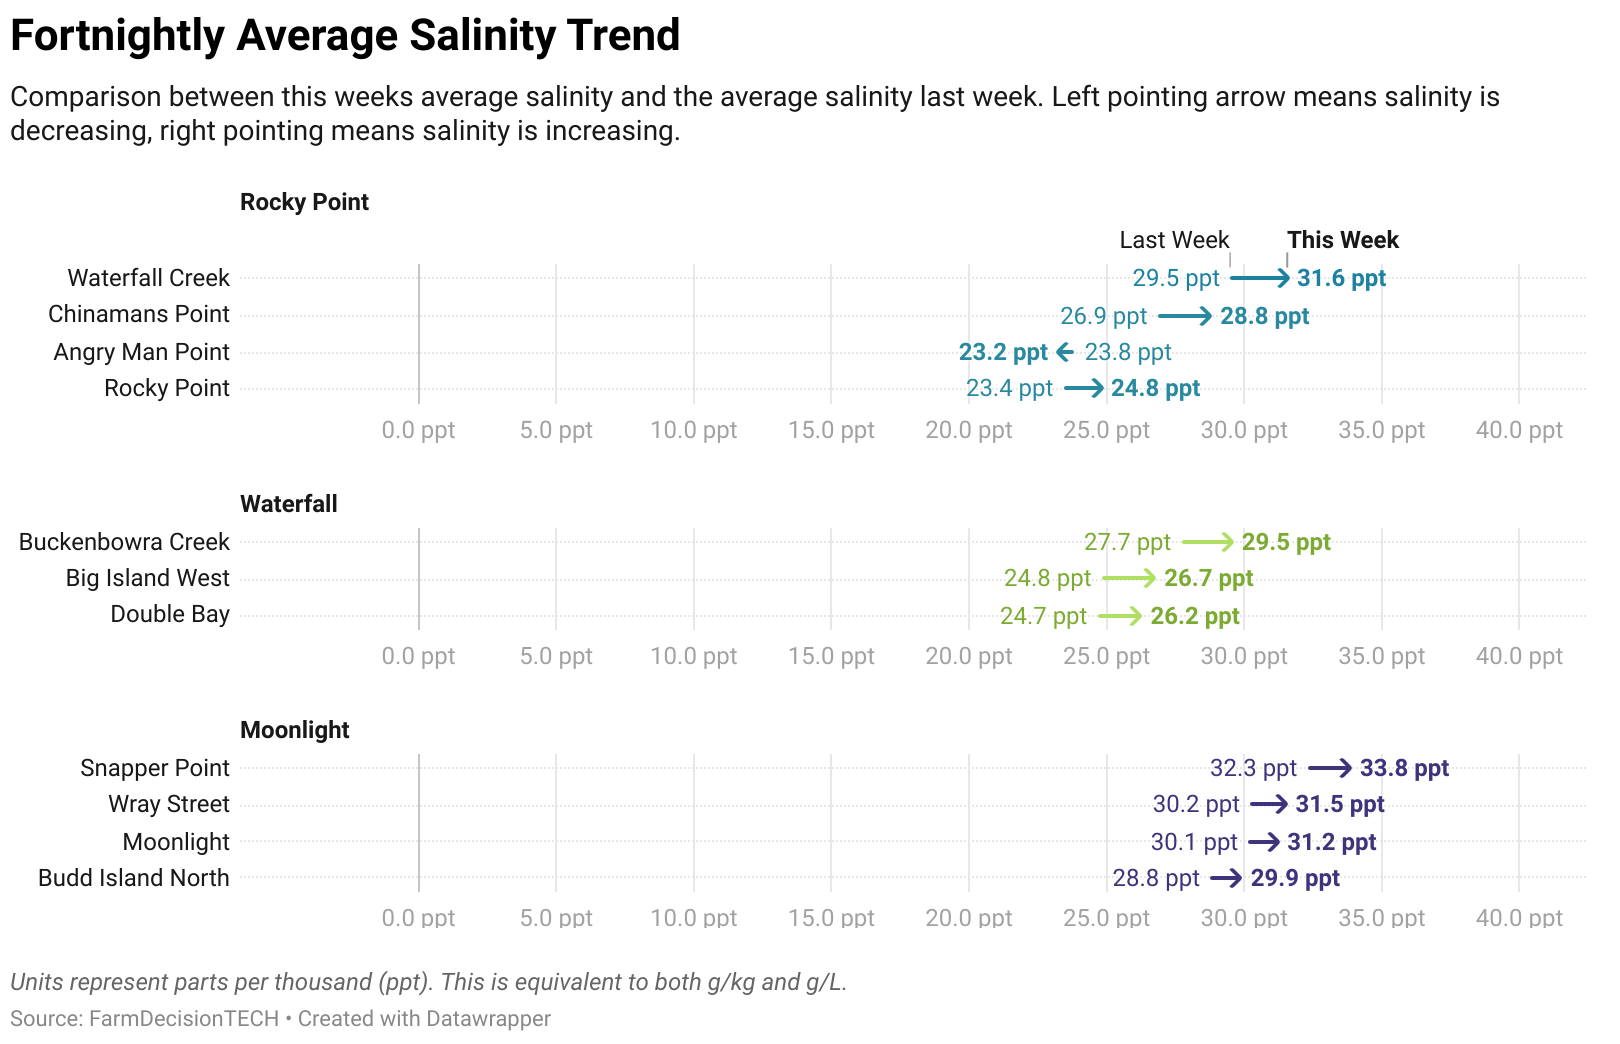 Fortnightly Average Salinity Trend
Comparison between this weeks average salinity and the average salinity last week. Left pointing arrow means salinity is
decreasing, right pointing means salinity is increasing.
Rocky Point
Last Week This Week
Waterfall Creek 29.5 ppt 31.6 ppt
Chinamans Point 26.9 ppt 28.8 ppt
Angry Man Point 23.2 ppt 23.8 ppt
Rocky Point 23.4 ppt 24.8 ppt
0.0 ppt 5.0 ppt 10.0 ppt 15.0 ppt 20.0 ppt 25.0 ppt 30.0 ppt 35.0 ppt 40.0 ppt
Waterfall
Buckenbowra Creek 27.7 ppt 29.5 ppt
Big Island West 24.8 ppt 26.7 ppt
Double Bay 24.7 ppt 26.2 ppt
0.0 ppt 5.0 ppt 10.0 ppt 15.0 ppt 20.0 ppt 25.0 ppt 30.0 ppt 35.0 ppt 40.0 ppt
Moonlight
Snapper Point 32.3 ppt 33.8 ppt
Wray Street 30.2 ppt 31.5 ppt
Moonlight 30.1 ppt 31.2 ppt
Budd Island North 28.8 ppt 29.9 ppt
0.0 ppt 5.0 ppt 10.0 ppt 15.0 ppt 20.0 ppt 25.0 ppt 30.0 ppt 35.0 ppt 40.0 ppt
Units represent parts per thousand (ppt). This is equivalent to both g/kg and g/L.
Source: FarmDecisionTECH • Created with Datawrapper